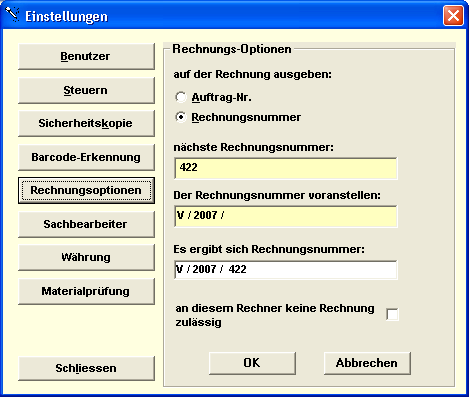 Einstellungen
Benutzer
Steuern
Sicherheitskopie
Barcode-Erkennung
Rechnungsoptionen
Sachbearbeiter
Währung
Materialprüfung
Schliessen
Rechnungs-Optionen
auf der Rechnung ausgeben:
Auftrag-Nr.
Rechnungsnummer
nächste Rechnungsnummer:
422
Der Rechnungsnummer voranstellen:
V / 2007 /
Es ergibt sich Rechnungsnummer:
V / 2007 / 422
an diesem Rechner keine Rechnung
zulässig
OK
Abbrechen